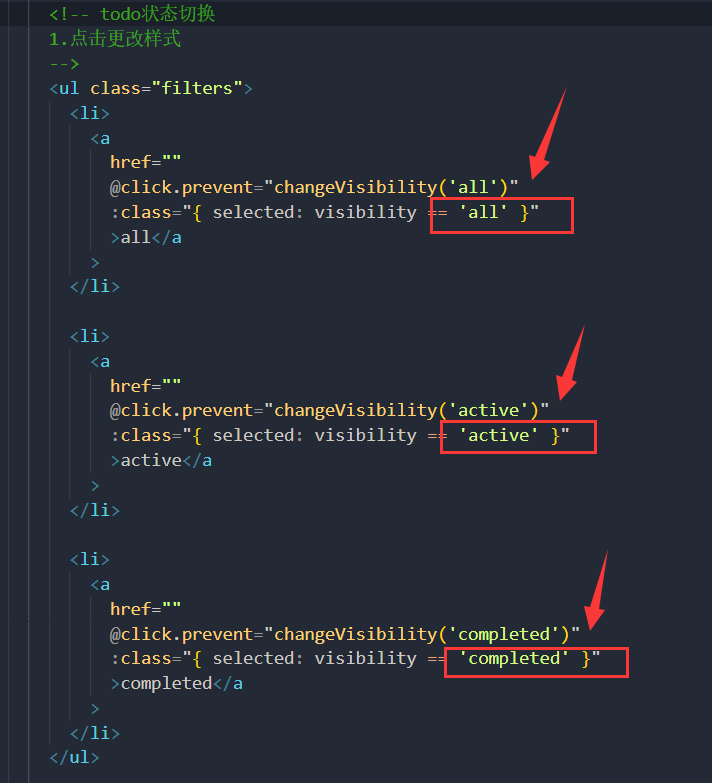 <!-- todo状态切换
1.点击更改样式
-->
<ul class="filters">
<li>
<a
href=""
@click.prevent="changeVisibility('all')"
:class="{ selected: visibility == 'all' }"
>all</a
>
</li>
<li>
<a
href=""
@click.prevent="changeVisibility('active')"
:class="{ selected: visibility == 'active' }"
>active</a
>
</li>
<li>
<a
href=""
@click.prevent="changeVisibility('completed')"
:class="{ selected: visibility == 'completed' }"
>completed</a
>
</li>
</ul>